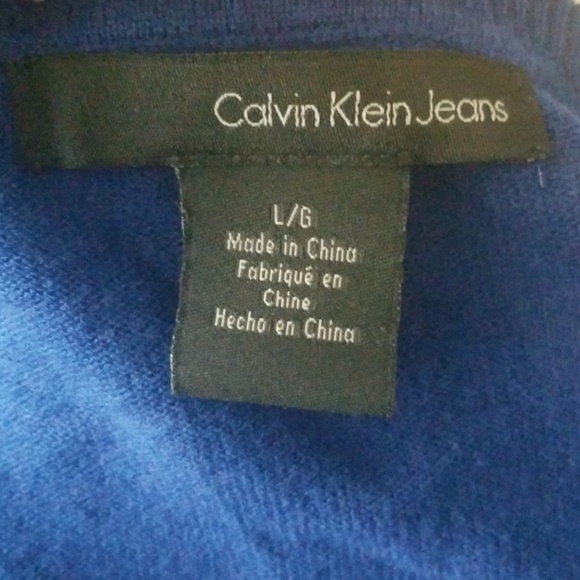 Calvin Klein Jeans
L/G
Made in China
Fabriqué en
Chine
Hecho en China